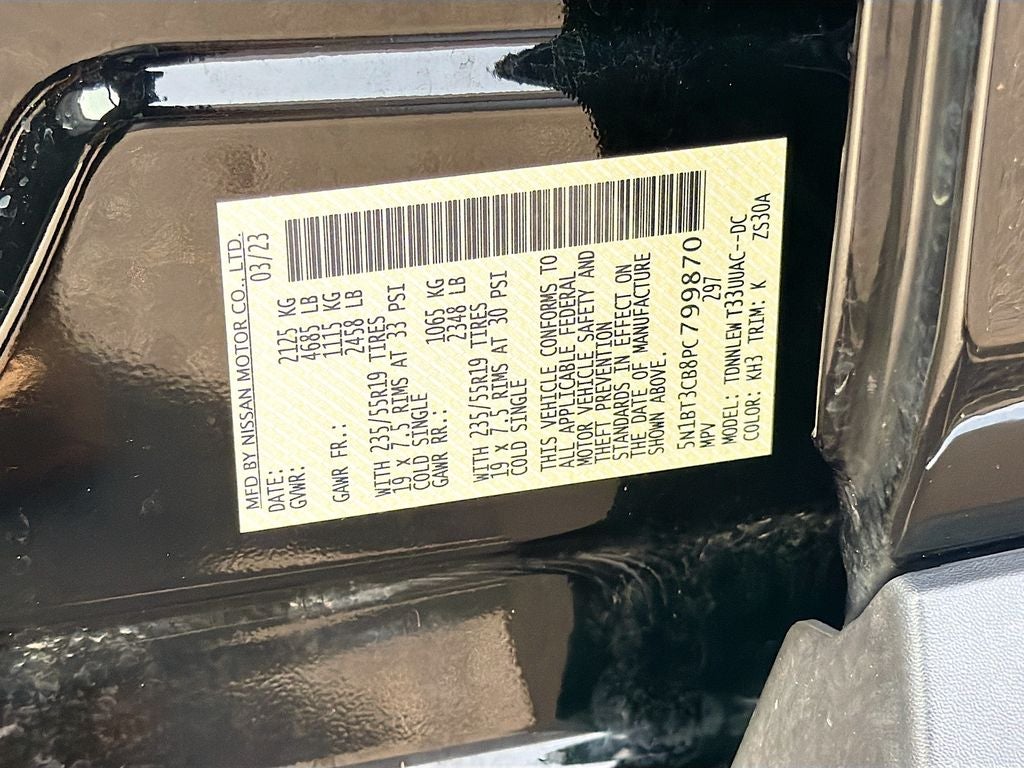 MFD BY NISSAN MOTOR CO., LTD.
DATE: 03/23
GVWR: 2125 KG
4685 LB
GAWR FR.: 1115 KG
2458 LB
WITH 235/55R19 TIRES
19 X 7.5 RIMS AT 33 PSI
COLD SINGLE
GAWR RR.: 1065 KG
2348 LB
WITH 235/55R19 TIRES
19 X 7.5 RIMS AT 30 PSI
COLD SINGLE
THIS VEHICLE CONFORMS TO
ALL APPLICABLE FEDERAL
MOTOR VEHICLE SAFETY AND
THEFT PREVENTION
STANDARDS IN EFFECT ON
THE DATE OF MANUFACTURE
SHOWN ABOVE.
5N1BT3CB8PC799870
MPV 297
MODEL: TDNNLEWT33UUAC--DC
COLOR: KH3 TRIM: K ZS30A